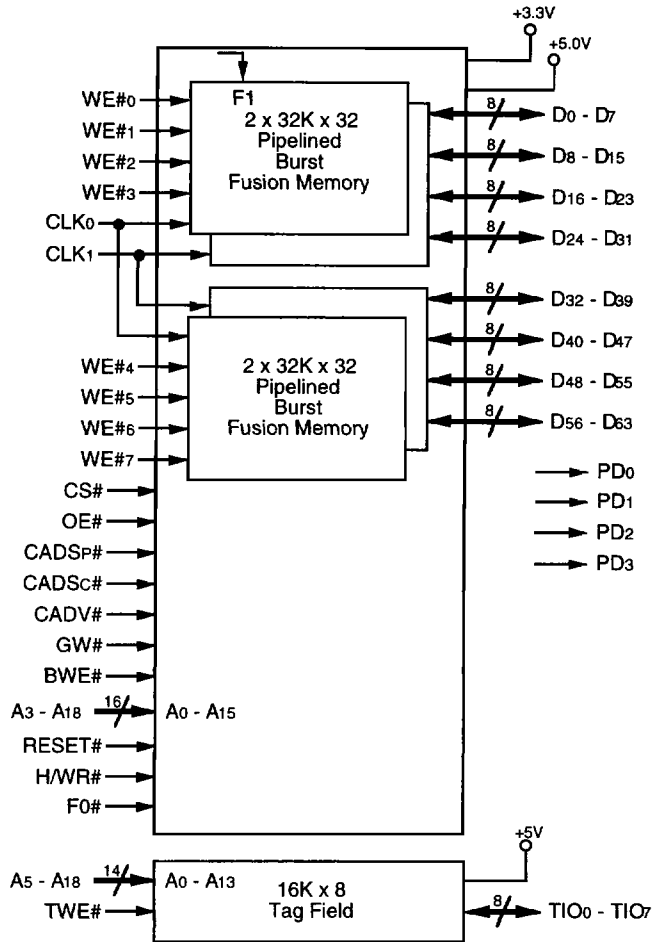 +3.3V
+5.0V
F1
2 x 32K x 32
Pipelined
Burst
Fusion Memory
WE#0
WE#1
WE#2
WE#3
CLK0
CLK1
8
D0 - D7
8
D8 - D15
8
D16 - D23
8
D24 - D31
8
D32 - D39
8
D40 - D47
8
D48 - D55
8
D56 - D63
2 x 32K x 32
Pipelined
Burst
Fusion Memory
WE#4
WE#5
WE#6
WE#7
CS#
OE#
CADSP#
CADSC#
CADV#
GW#
BWE#
A3 - A18 16 A0 - A15
RESET#
H/WR#
F0#
PD0
PD1
PD2
PD3
+5V
A5 - A18 14 A0 - A13
TWE#
16K x 8
Tag Field
8
TIO0 - TIO7